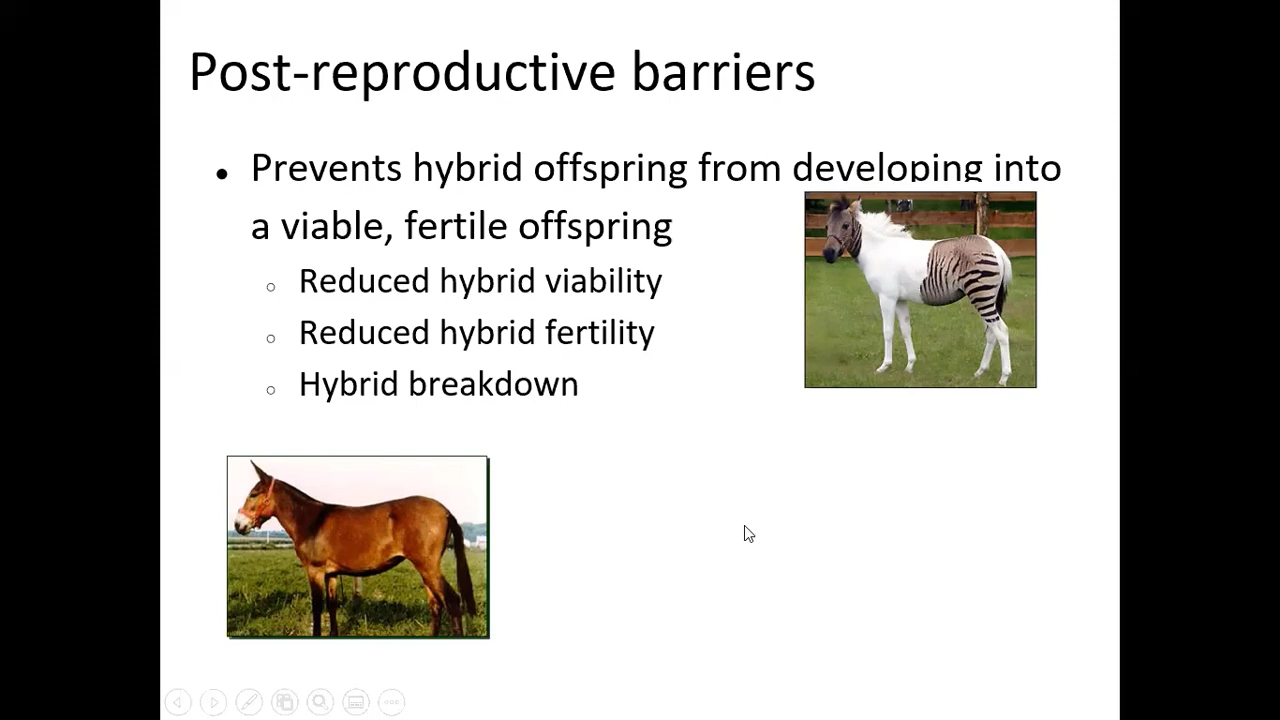 Post-reproductive barriers
• Prevents hybrid offspring from developing into
a viable, fertile offspring
○ Reduced hybrid viability
○ Reduced hybrid fertility
○ Hybrid breakdown